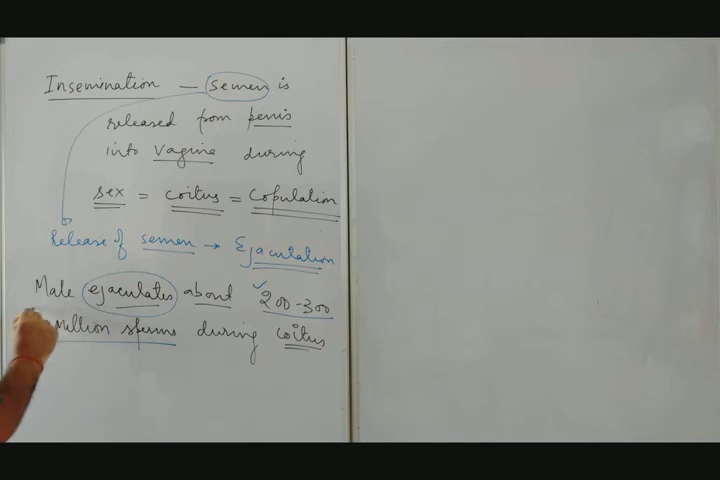 Insemination - semen is
released from penis
into vagina during
sex = coitus = Copulation
Release of semen → Ejaculation
Male ejaculates about 200-300
million sperms during coitus